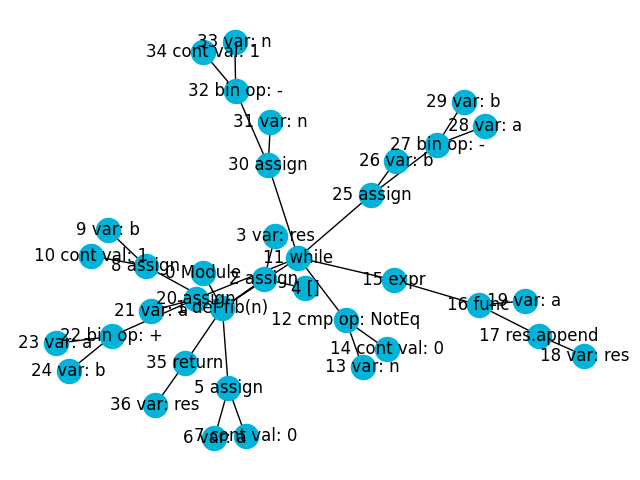 33 var: n
34 cont val: 1
32 bin op: -
29 var: b
31 var: n
28 var: a
27 bin op: -
26 var: b
30 assign
25 assign
9 var: b
3 var: res
10 cont val: 1
11 while
8 assign
0 Module
2 assign
15 expr
4 []
20 assign
19 var: a
16 func
21 var: a
1 def fib(n)
12 cmp op: NotEq
22 bin op: +
17 res.append
23 var: a
14 cont val: 0
18 var: res
35 return
13 var: n
24 var: b
5 assign
36 var: res
6 var: a
7 cont val: 0